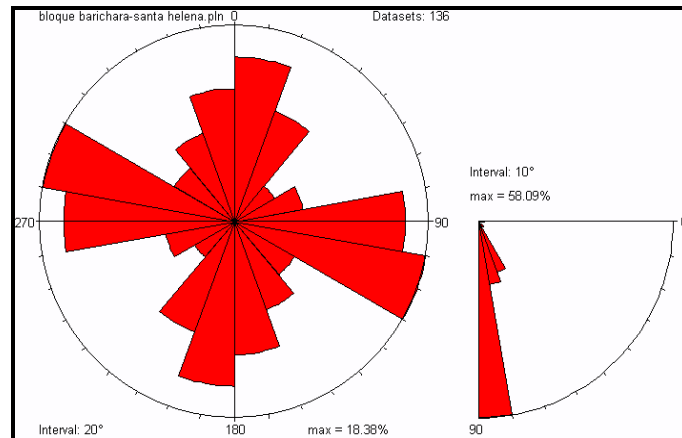 bloque barichara-santa helena.pln
0
Datasets: 136
Interval: 10°
max = 58.09%
270
90
0
90
Interval: 20°
180
max = 18.38%